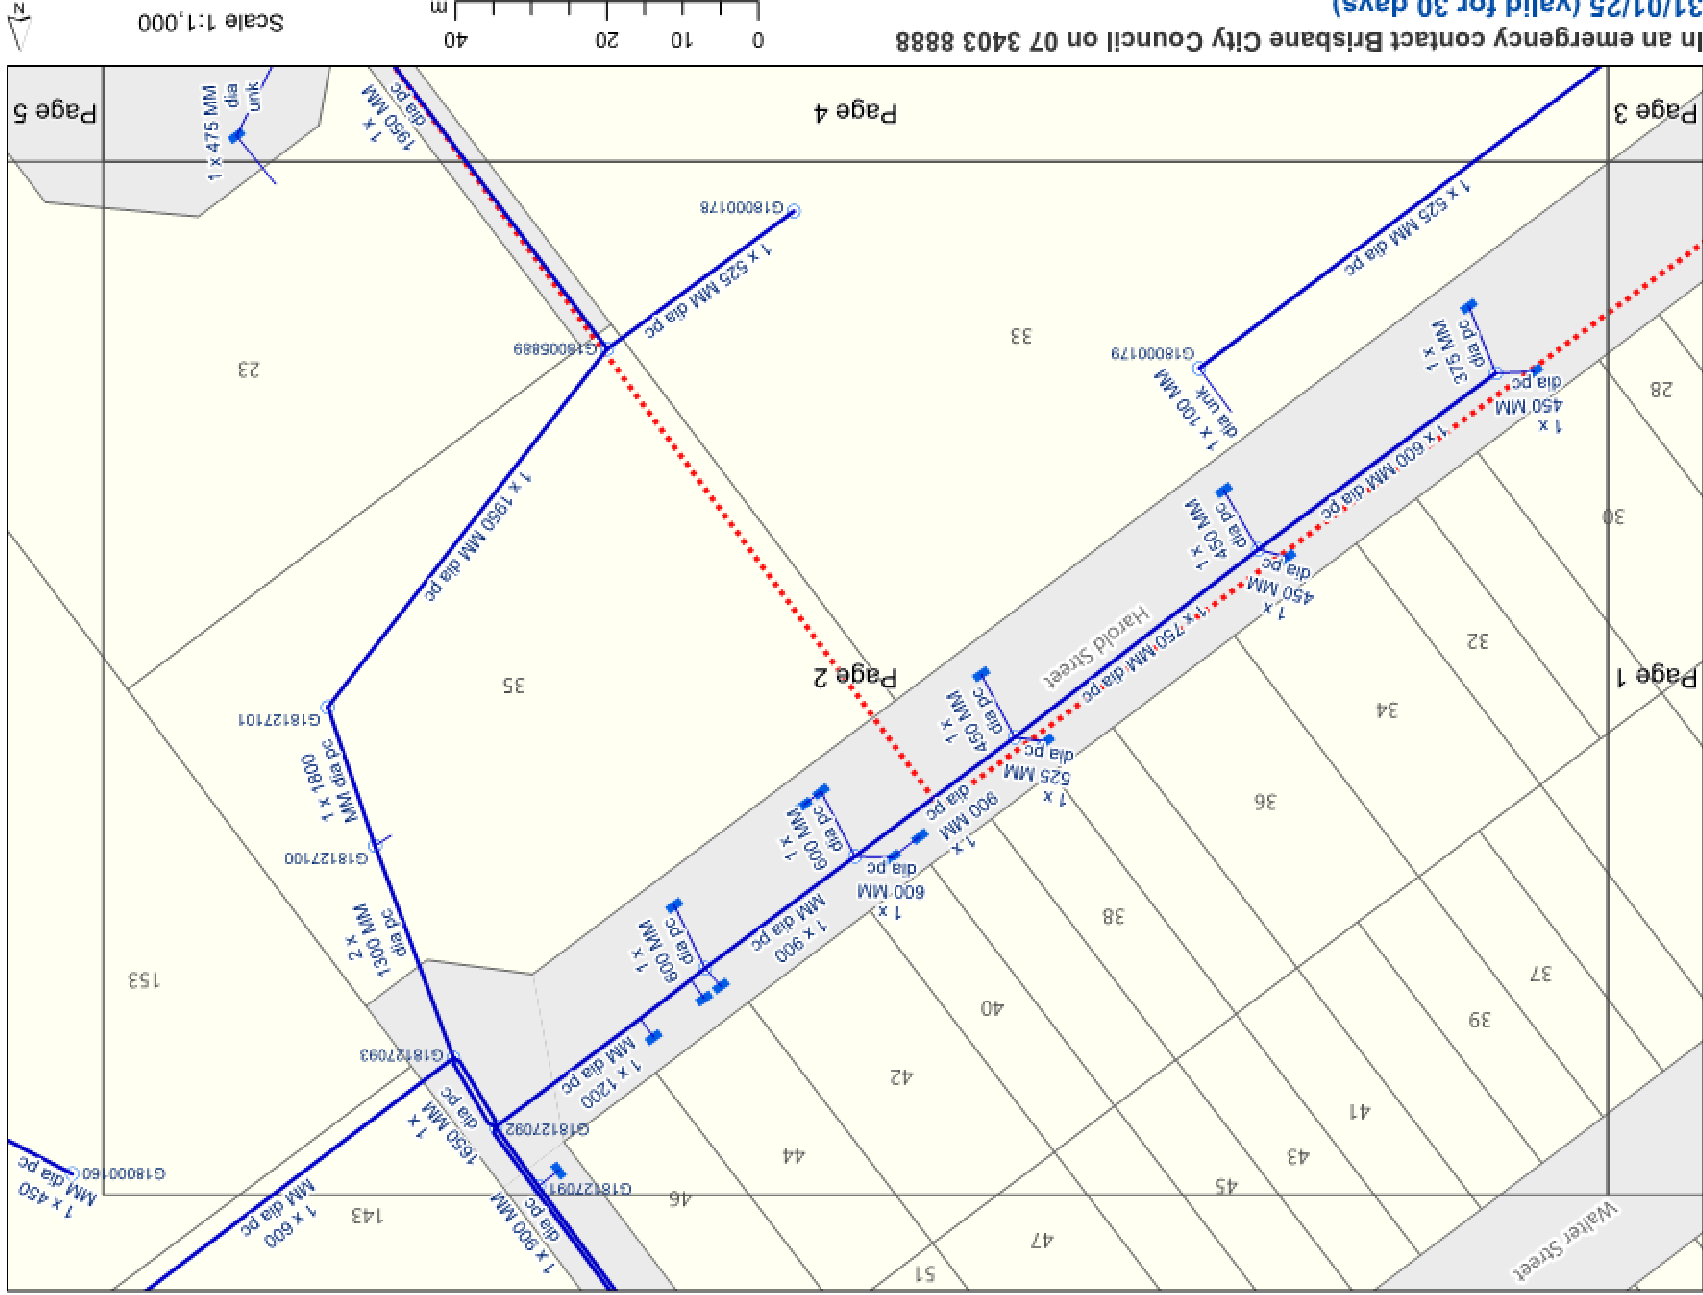 Walter Street
51
47
45
43
41
39
37
46
44
42
40
38
36
34
32
30
28
143
153
35
33
23
1 x 900 MM
dia pc
G18127091
1 x 600
MM dia pc
G18000160
1 x 450
MM dia pc
G18127092
1 x
1650 MM
dia pc
G18127093
1 x 1200
MM dia pc
2 x
1300 MM
dia pc
1 x
600 MM
dia pc
1 x 900
MM dia pc
1 x
600 MM
dia pc
1 x
600 MM
dia pc
1 x
900 MM
dia pc
G18127100
1 x 1800
MM dia pc
G18127101
1 x
525 MM
dia pc
1 x
450 MM
dia pc
Page 1
Page 2
Harold Street
1 x 750 MM dia pc
1 x
450 MM
dia pc
1 x
450 MM
dia pc
1 x 1950 MM dia pc
1 x 600 MM dia pc
1 x
450 MM
dia pc
1 x
375 MM
dia pc
1 x 100 MM
dia unk
G18000179
G18005889
1 x 525 MM dia pc
G18000178
1 x 525 MM dia pc
1 x
1950 MM
dia pc
1 x 475 MM
dia
unk
Page 3
Page 4
Page 5
In an emergency contact Brisbane City Council on 07 3403 8888
31/01/25 (valid for 30 days)
0
10
20
40
m
Scale 1:1,000
N